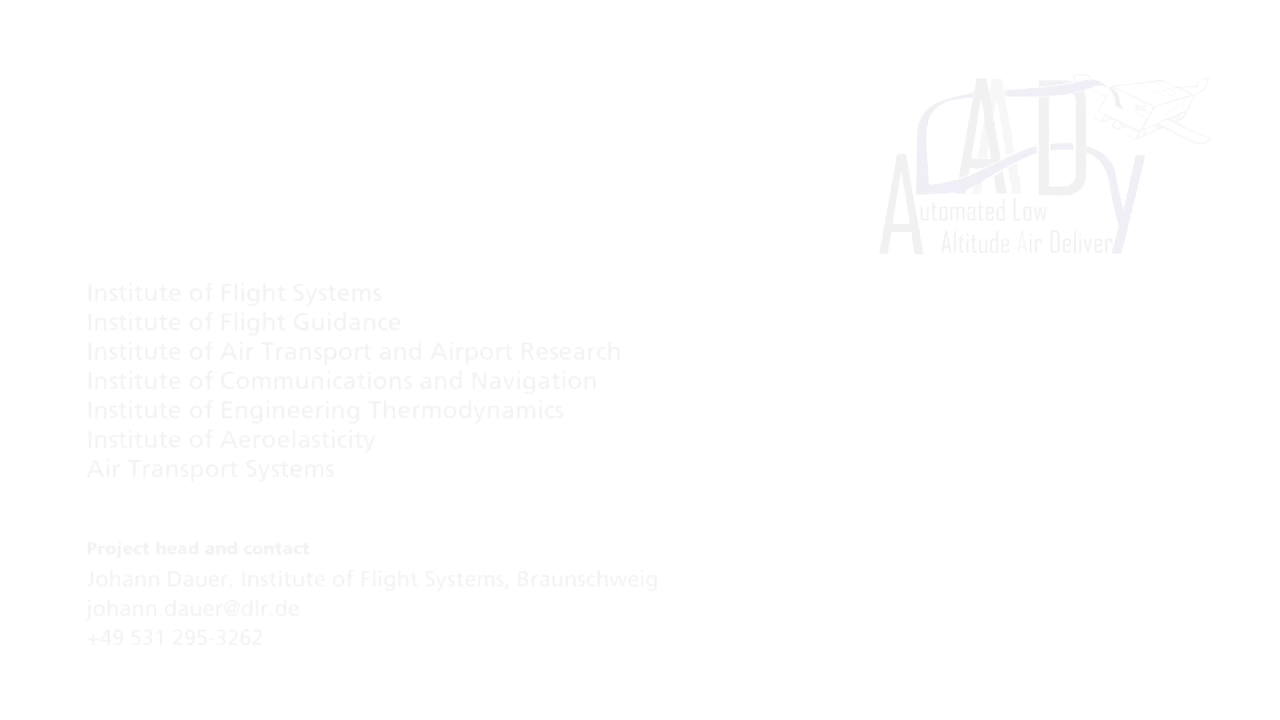 ALAADy
Automated Low
Altitude Air Delivery
Institute of Flight Systems
Institute of Flight Guidance
Institute of Air Transport and Airport Research
Institute of Communications and Navigation
Institute of Engineering Thermodynamics
Institute of Aeroelasticity
Air Transport Systems
Project head and contact
Johann Dauer, Institute of Flight Systems, Braunschweig
johann.dauer@dlr.de
+49 531 295-3262